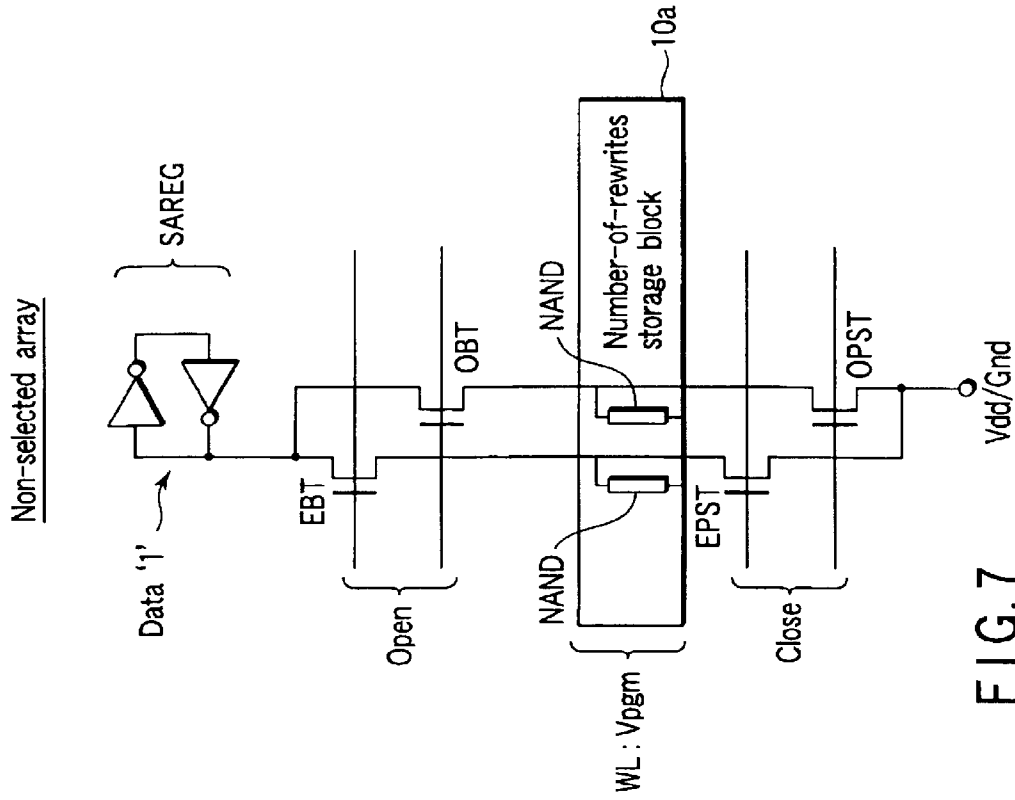 Non-selected array
SAREG
Data '1'
EBT
OBT
Open
NAND
NAND
Number-of-rewrites
storage block
10a
WL : Vpgm
EPST
OPST
Close
Vdd/Gnd
FIG. 7